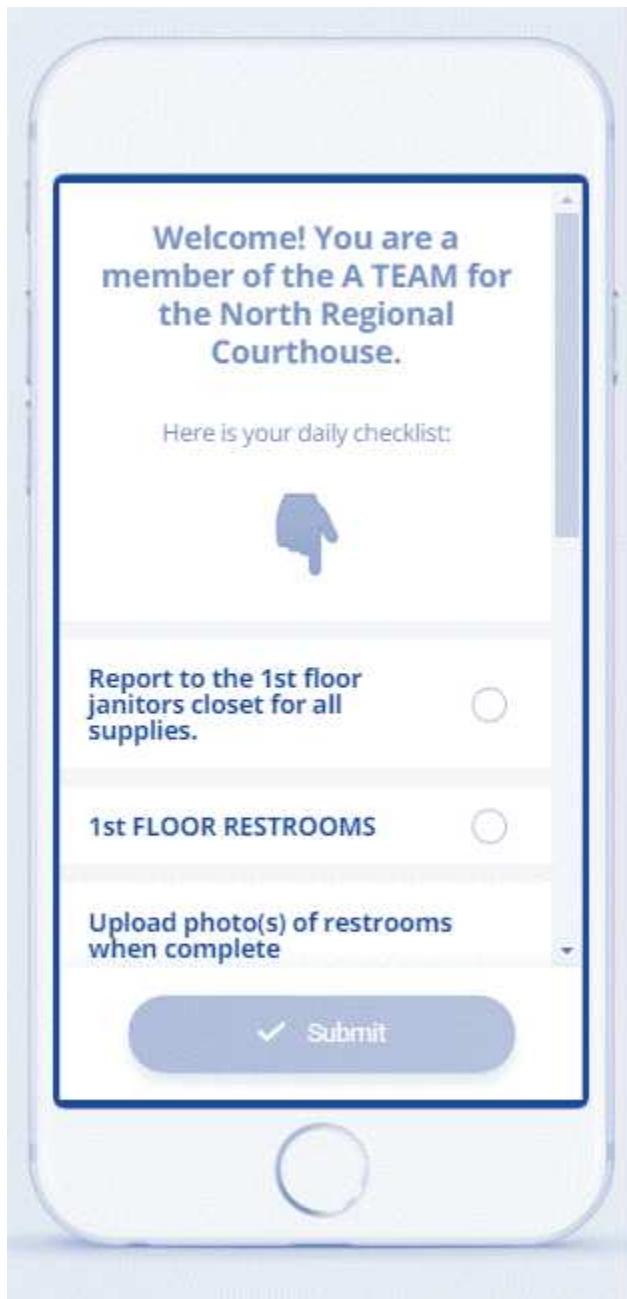 Welcome! You are a
member of the A TEAM for
the North Regional
Courthouse.
Here is your daily checklist:
Report to the 1st floor
janitors closet for all
supplies.
1st FLOOR RESTROOMS
Upload photo(s) of restrooms
when complete
Submit